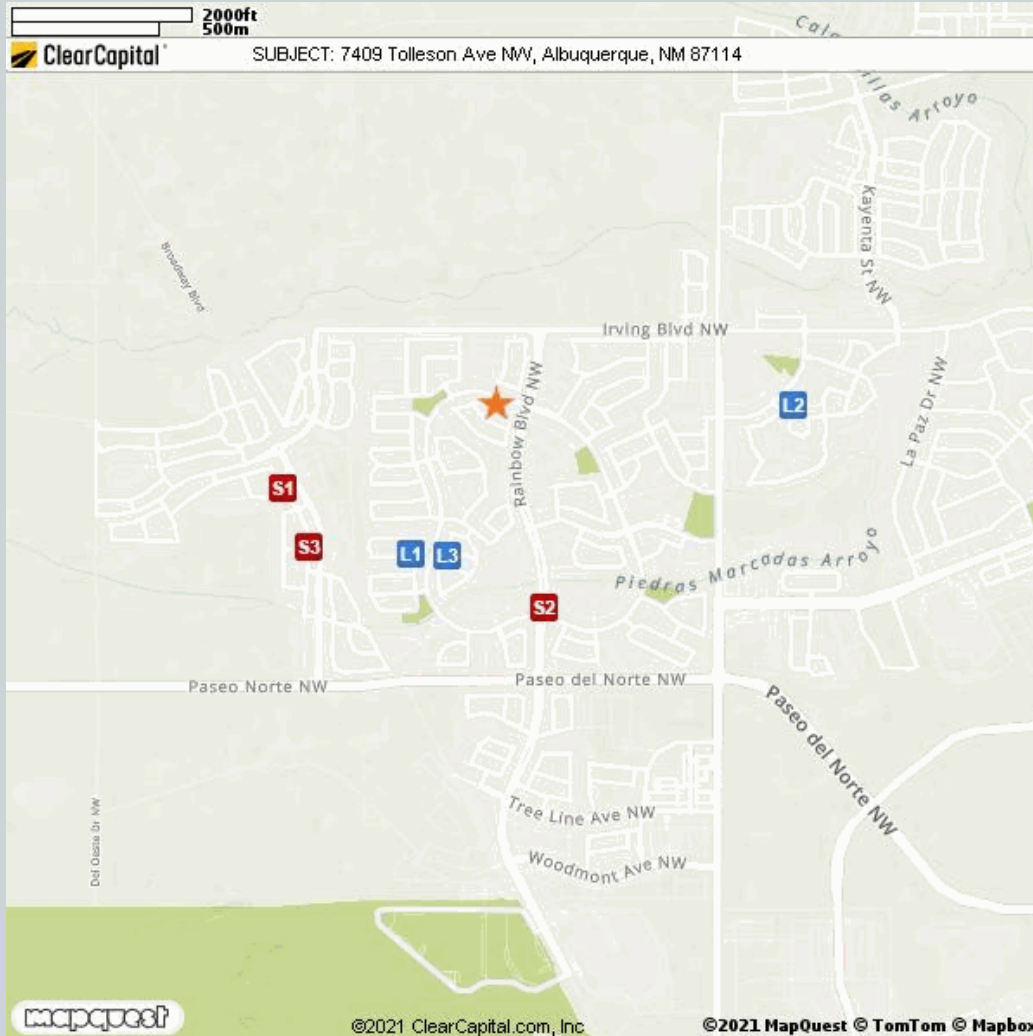 2000ft
500m
ClearCapital
SUBJECT: 7409 Tolleson Ave NW, Albuquerque, NM 87114
Arroyo
Kayenta St NW
Broadway Blvd
Irving Blvd NW
Rainbow Blvd NW
L2
La Paz Dr NW
S1
S3
L1
L3
Piedras Marcadas Arroyo
S2
Paseo Norte NW
Paseo del Norte NW
Paseo del Norte NW
Tree Line Ave NW
Del Oeste Dr NW
Woodmont Ave NW
mapquest
©2021 ClearCapital.com, Inc
©2021 MapQuest © TomTom © Mapbox